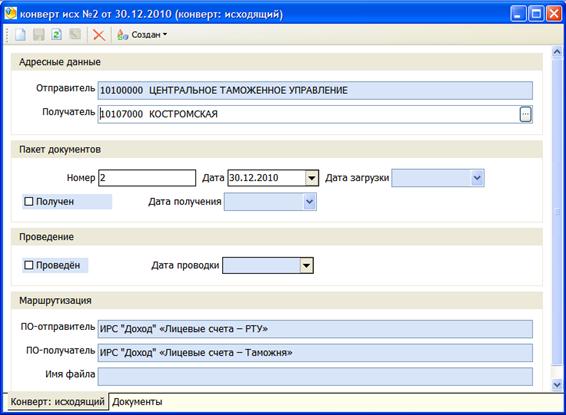 конверт исх №2 от 30.12.2010 (конверт: исходящий)
Создан
Адресные данные
Отправитель 10100000 ЦЕНТРАЛЬНОЕ ТАМОЖЕННОЕ УПРАВЛЕНИЕ
Получатель 10107000 КОСТРОМСКАЯ ...
Пакет документов
Номер 2 Дата 30.12.2010 Дата загрузки
Получен Дата получения
Проведение
Проведён Дата проводки
Маршрутизация
ПО-отправитель ИРС "Доход" «Лицевые счета – РТУ»
ПО-получатель ИРС "Доход" «Лицевые счета – Таможня»
Имя файла
Конверт: исходящий Документы